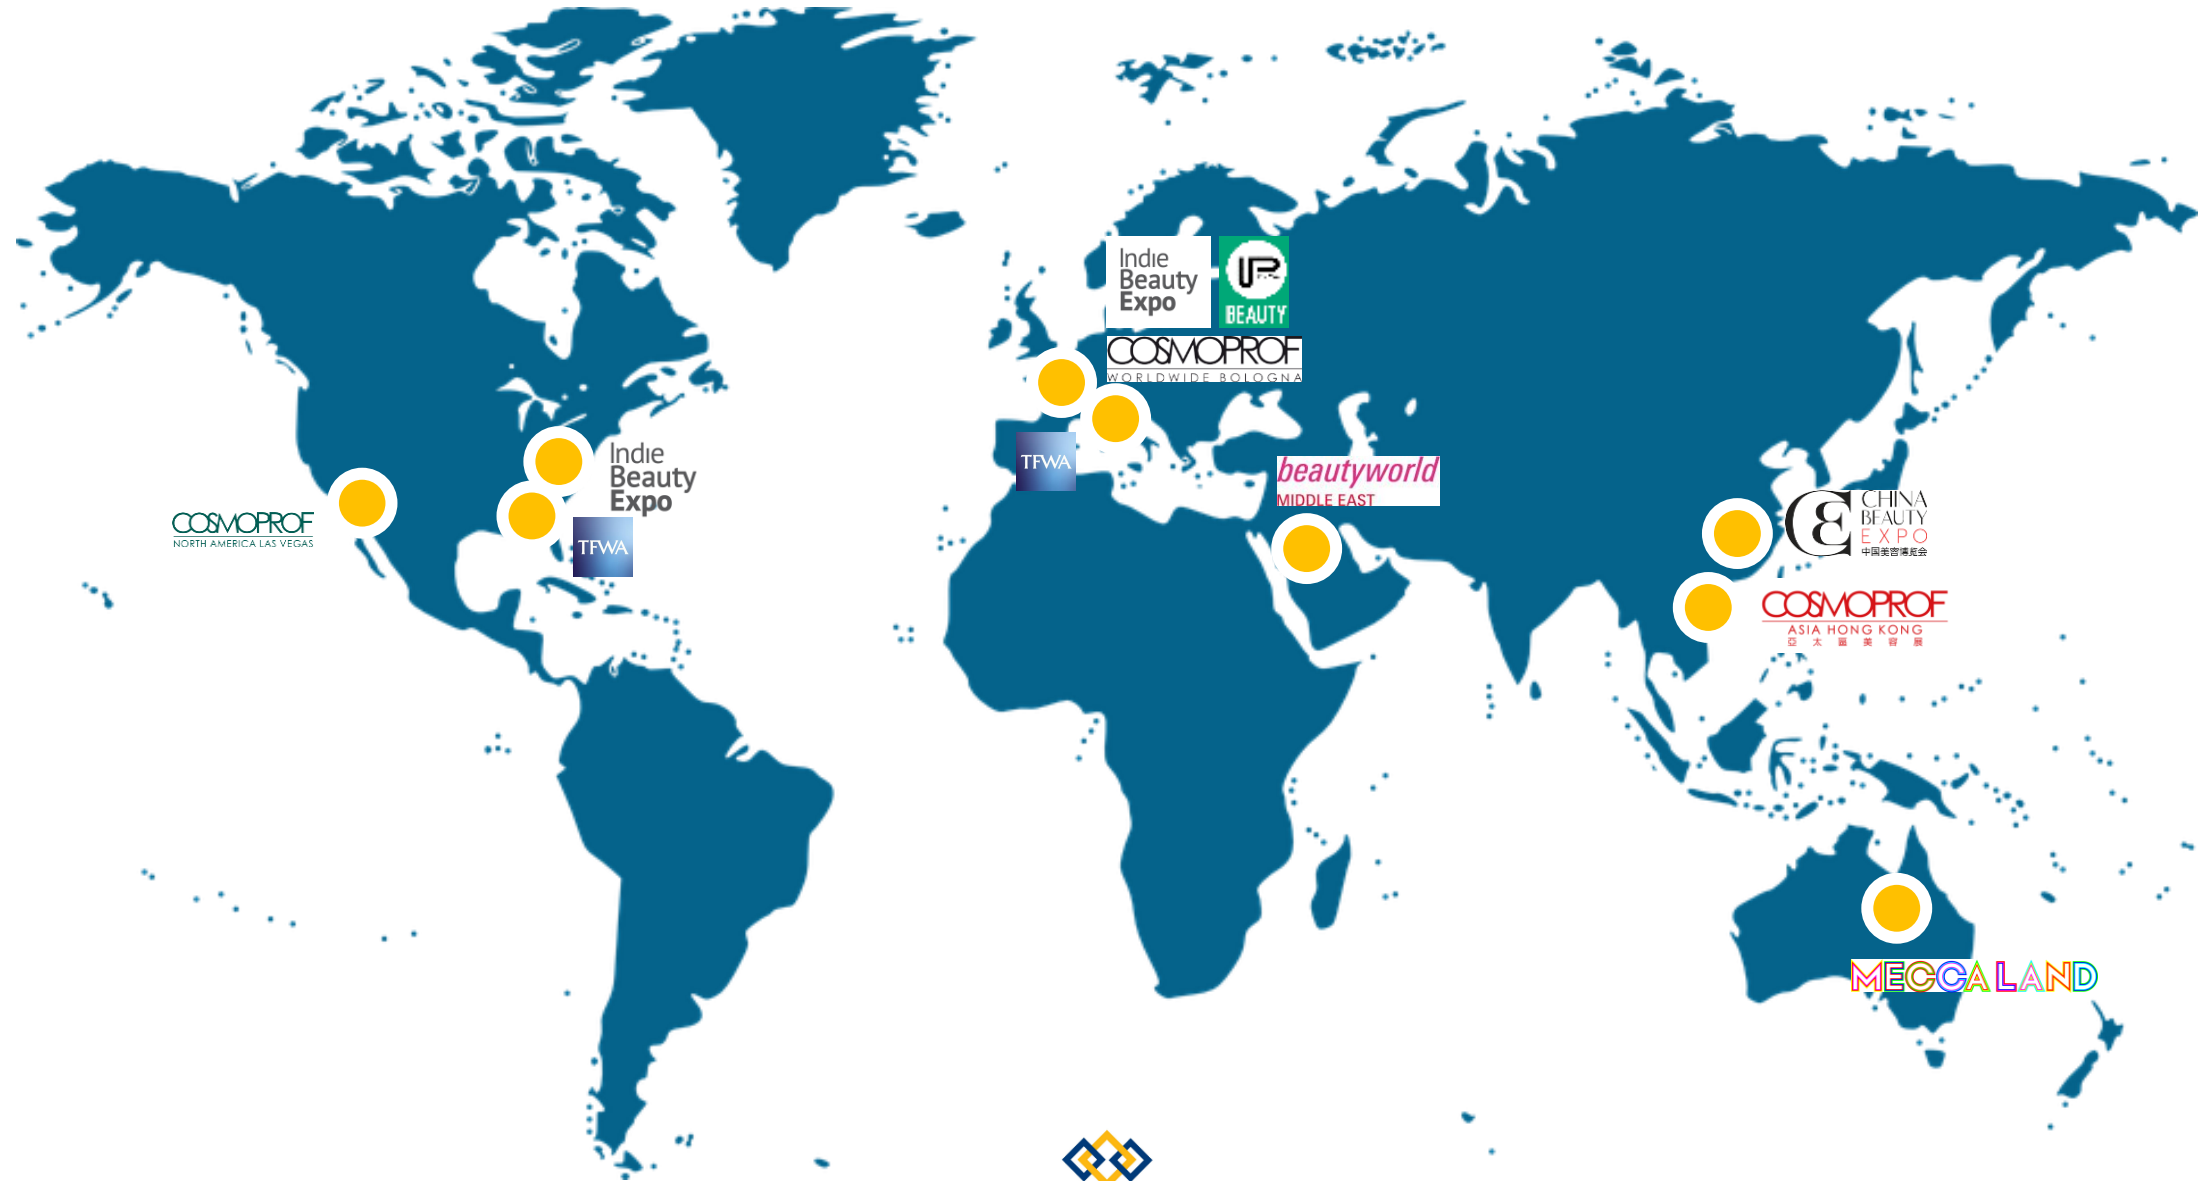 Indie
Beauty
Expo
UP
BEAUTY
COSMOPROF
WORLDWIDE BOLOGNA
TFWA
beautyworld
MIDDLE EAST
Indie
Beauty
Expo
TFWA
COSMOPROF
NORTH AMERICA LAS VEGAS
CHINA
BEAUTY
EXPO
中国美容博览会
COSMOPROF
ASIA HONG KONG
亞太區美容展
MECCALAND